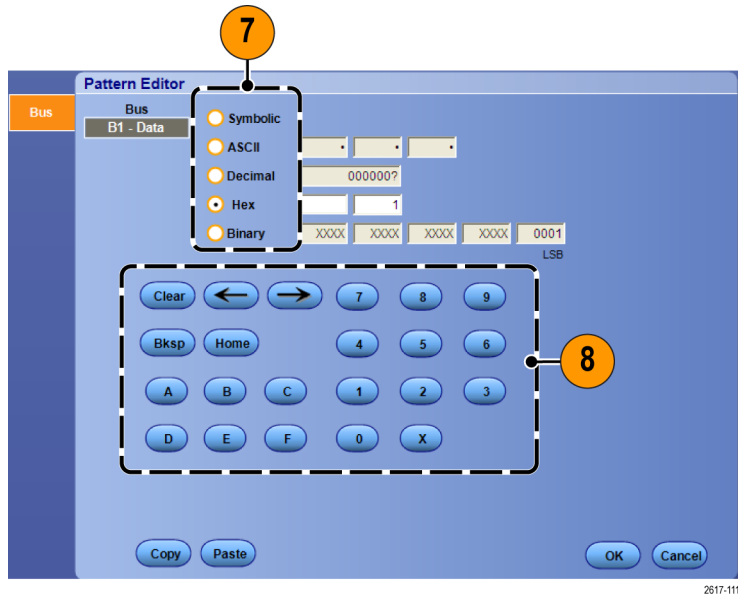 7
Pattern Editor
Bus
Bus
B1 - Data
Symbolic
ASCII
Decimal 000000?
Hex 1
Binary XXXX XXXX XXXX XXXX 0001
LSB
Clear ← → 7 8 9
Bksp Home 4 5 6
8
A B C 1 2 3
D E F 0 X
Copy Paste OK Cancel
2617-111